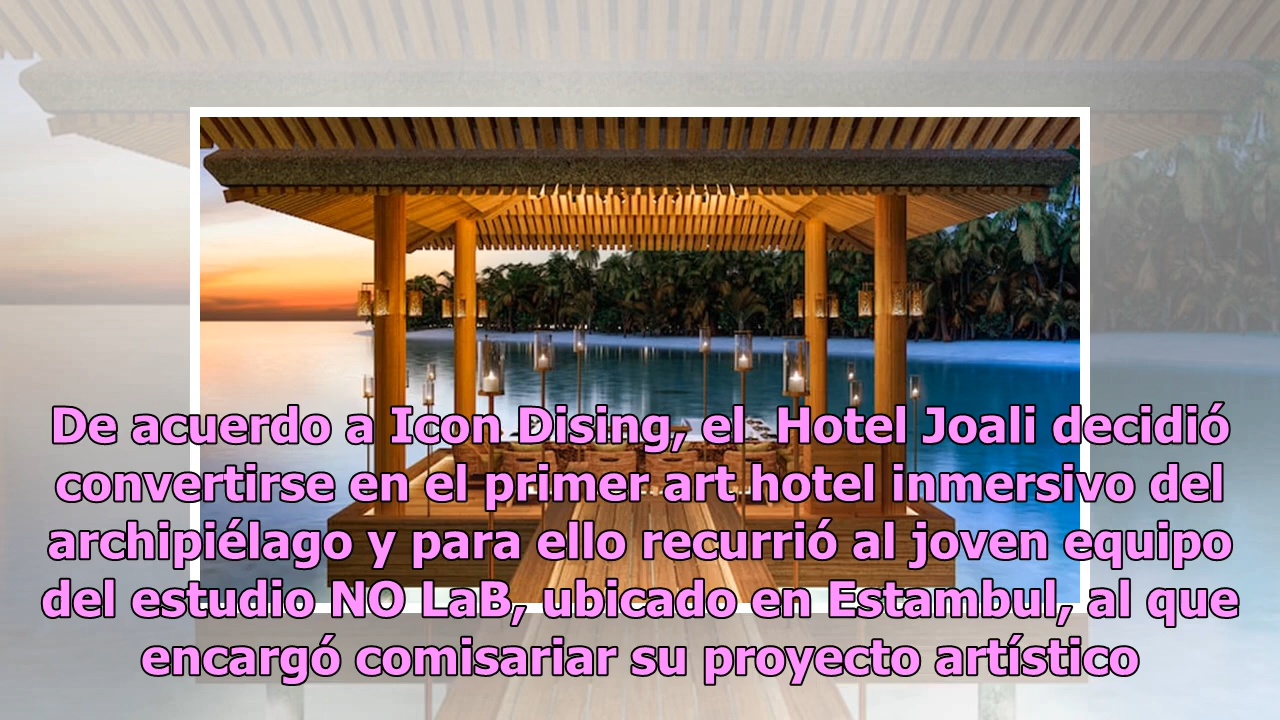 De acuerdo a Icon Dising, el  Hotel Joali decidió
convertirse en el primer art hotel inmersivo del
archipiélago y para ello recurrió al joven equipo
del estudio NO LaB, ubicado en Estambul, al que
encargó comisariar su proyecto artístico